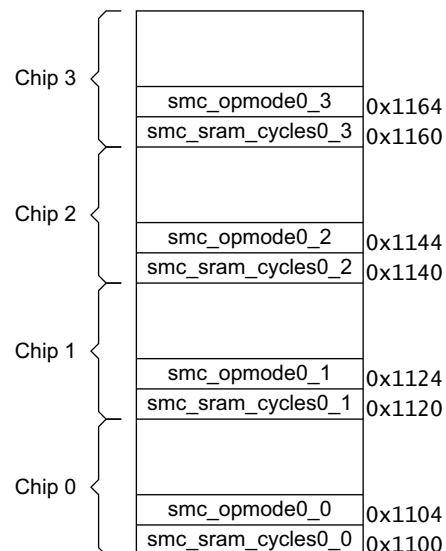 Chip 3
smc_opmode0_3 0x1164
smc_sram_cycles0_3 0x1160
Chip 2
smc_opmode0_2 0x1144
smc_sram_cycles0_2 0x1140
Chip 1
smc_opmode0_1 0x1124
smc_sram_cycles0_1 0x1120
Chip 0
smc_opmode0_0 0x1104
smc_sram_cycles0_0 0x1100